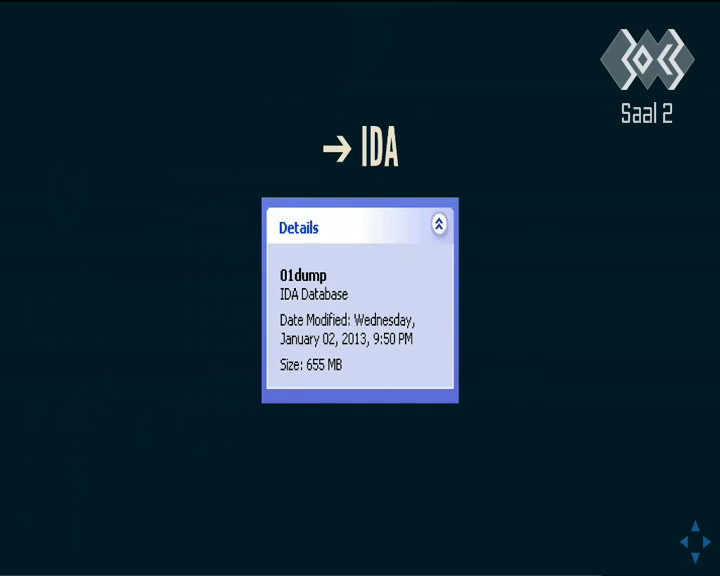 Saal 2
→ IDA
Details
01dump
IDA Database
Date Modified: Wednesday,
January 02, 2013, 9:50 PM
Size: 655 MB